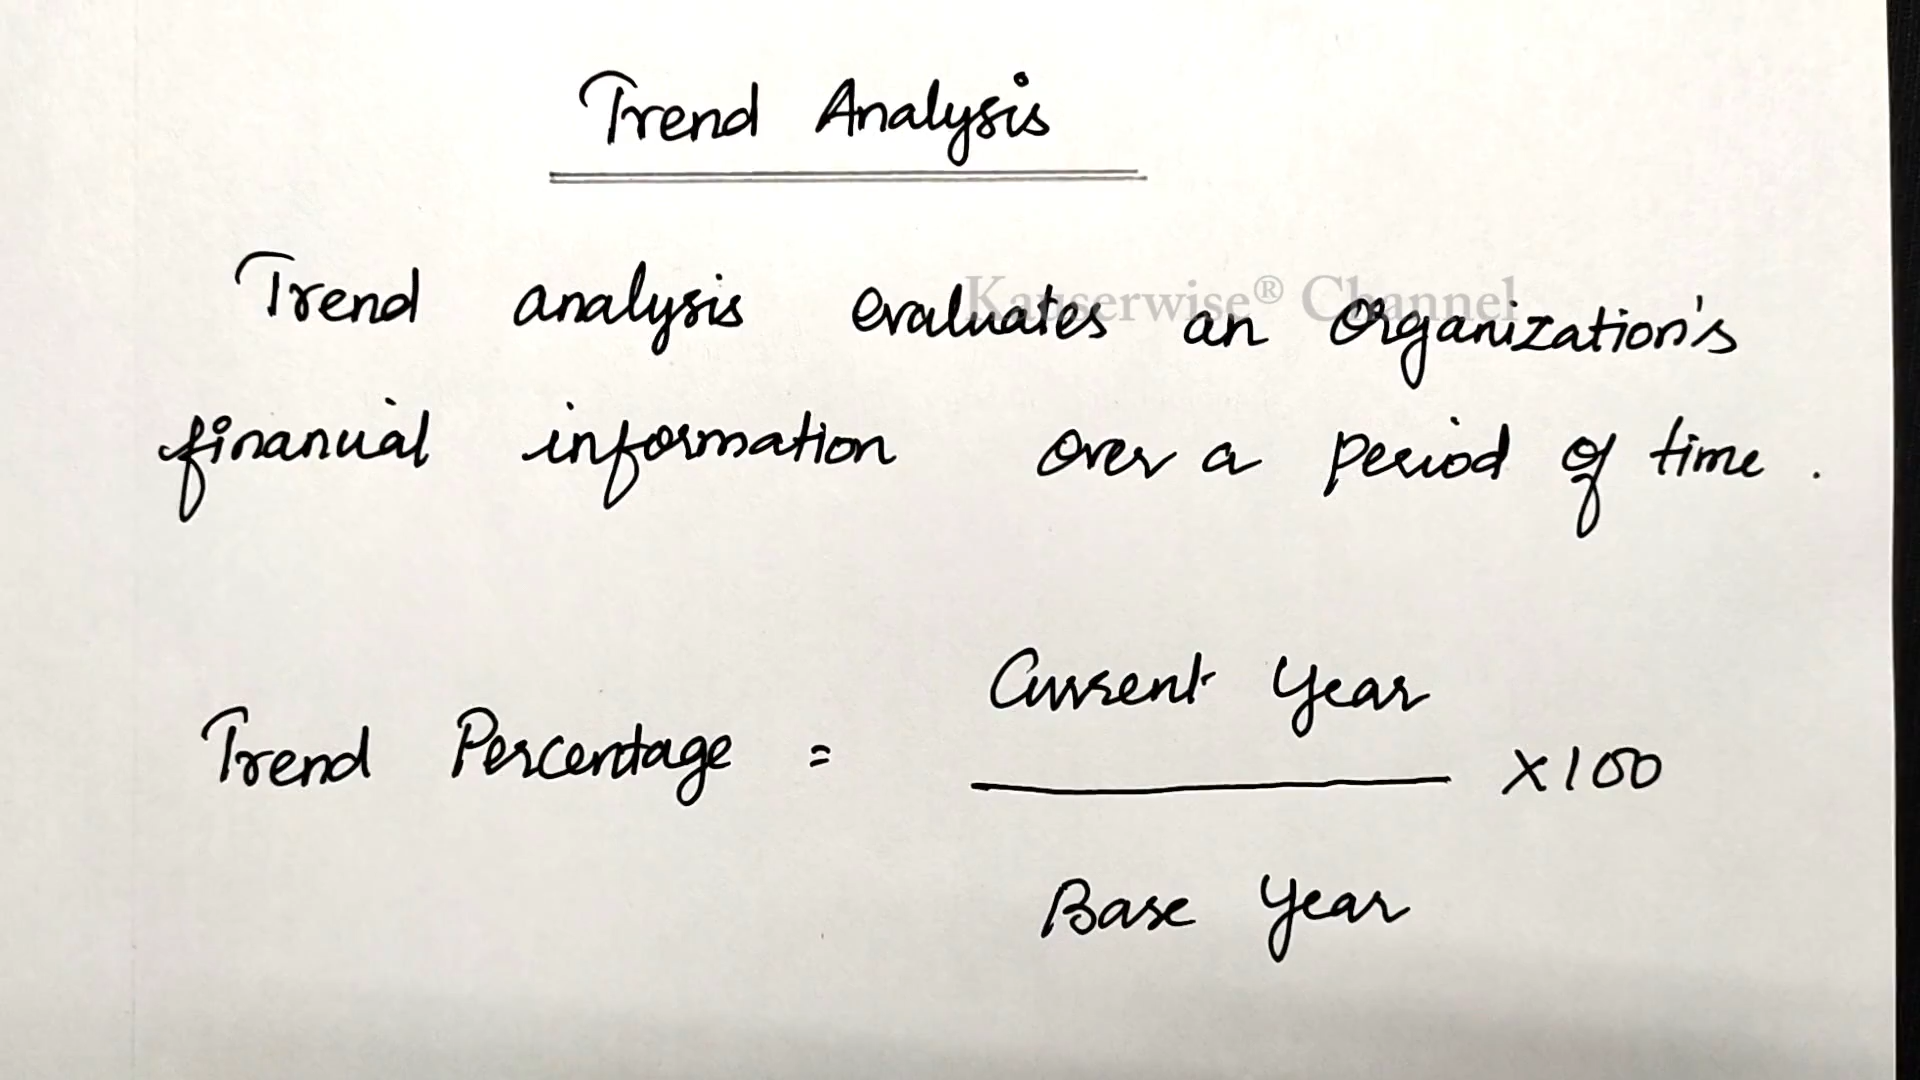 Trend Analysis
Kauserwise® Channel
Trend analysis evaluates an organization's
financial information over a period of time.
Current Year
Trend Percentage = ×100
Base Year